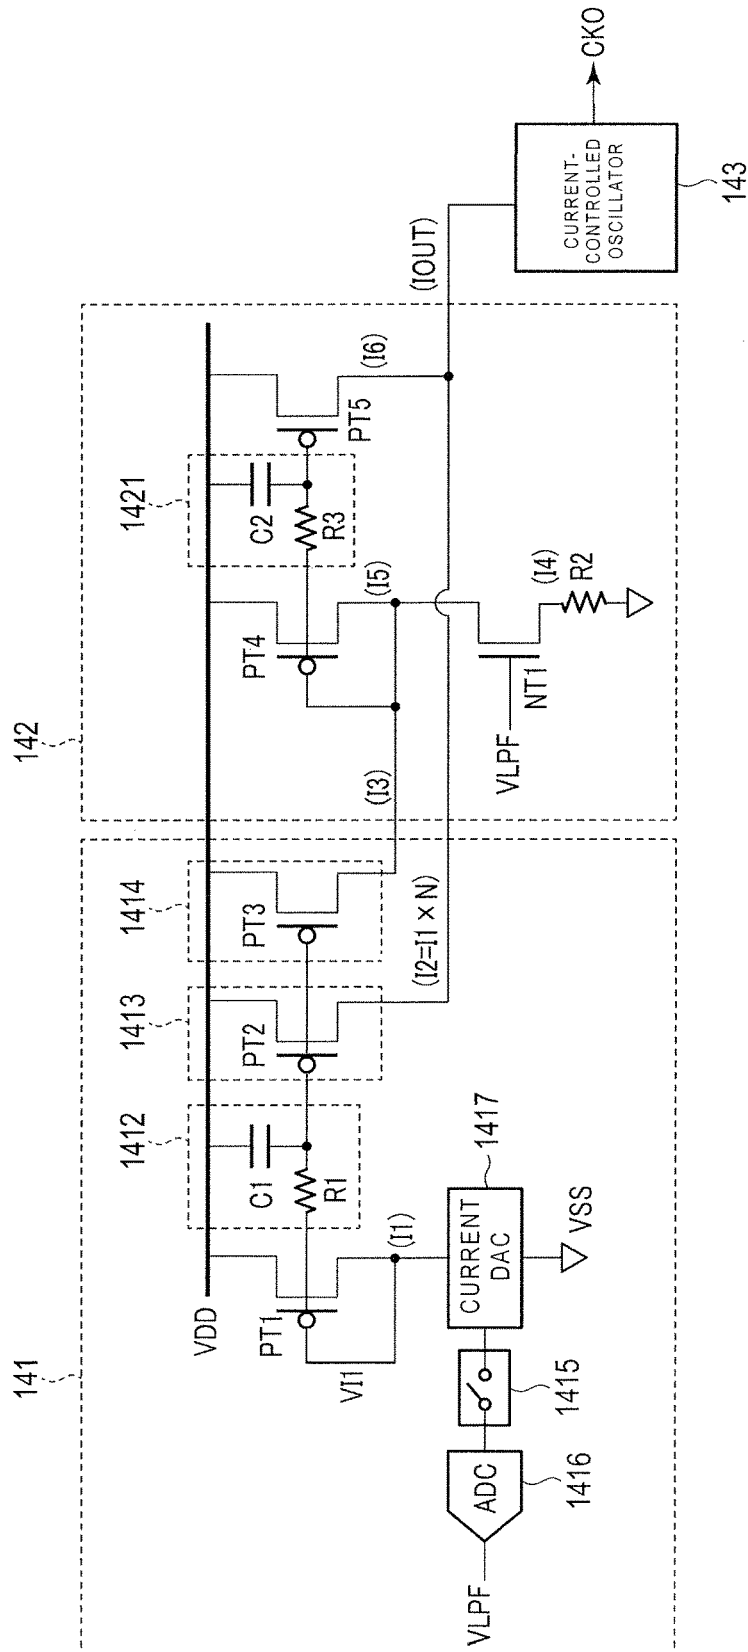 141
142
VDD
1412
1413
1414
1421
C1
R1
PT1
PT2
PT3
PT4
C2
R3
PT5
VI1
(I1)
(I2=I1×N)
(I3)
(I5)
(I6)
(IOUT)
VLPF
ADC
1416
1415
CURRENT
DAC
1417
VSS
VLPF
NT1
(I4)
R2
CURRENT-
CONTROLLED
OSCILLATOR
143
CKO